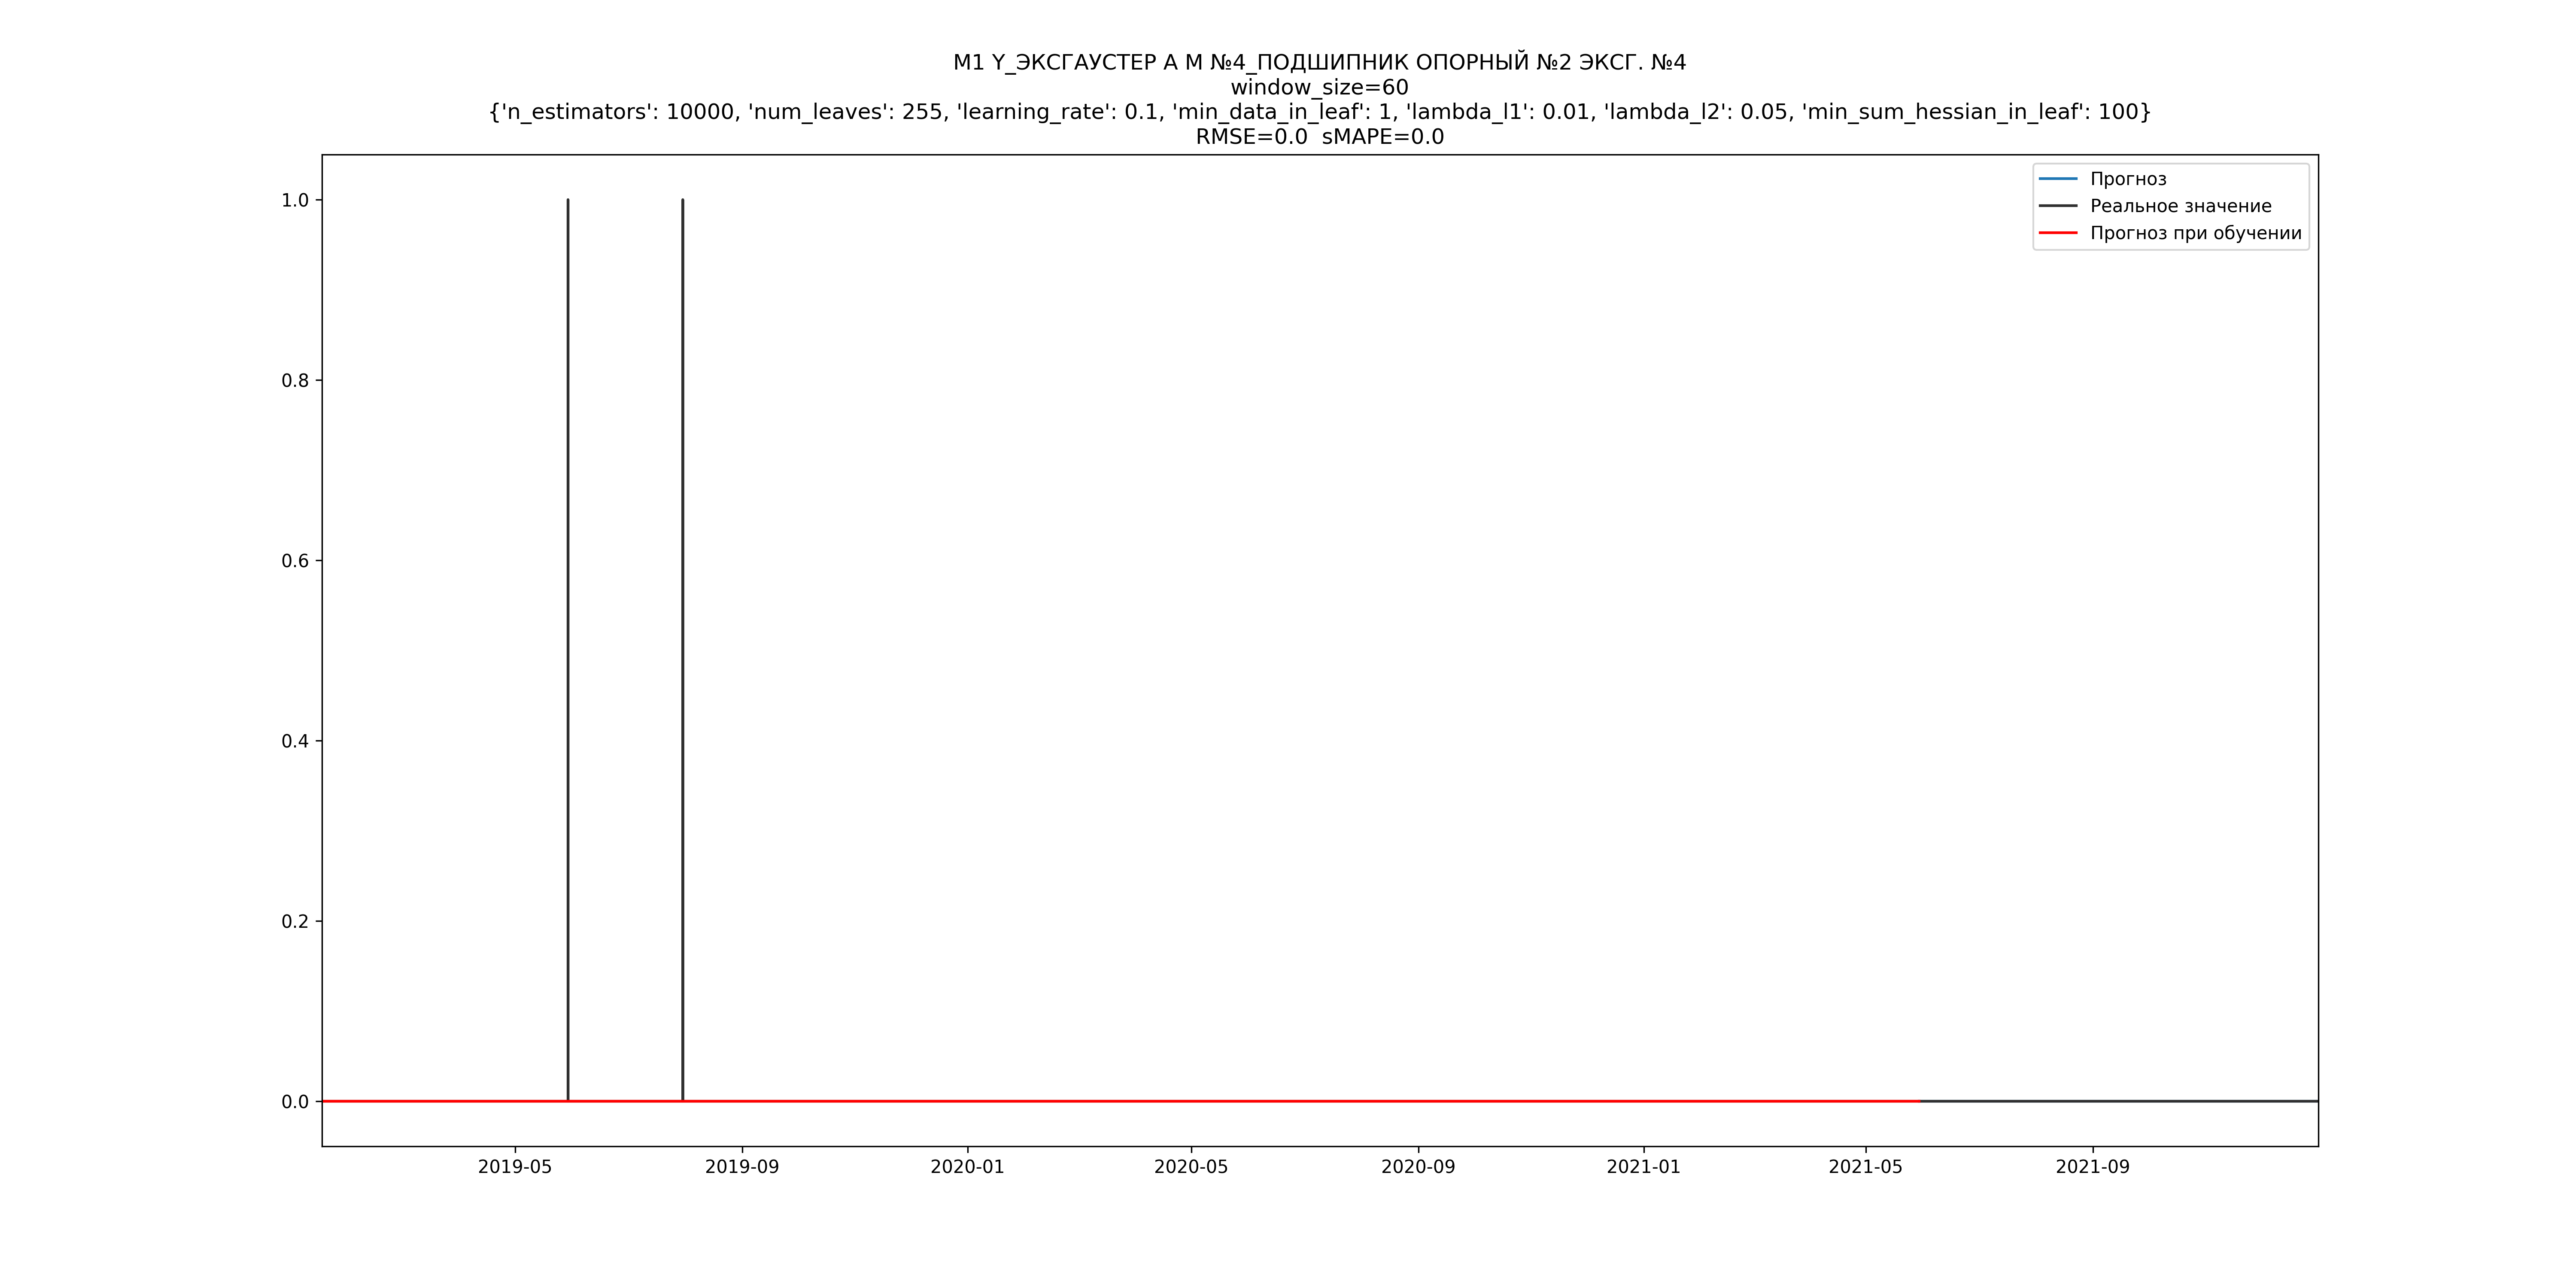 M1 Y_ЭКСГАУСТЕР А М №4_ПОДШИПНИК ОПОРНЫЙ №2 ЭКСГ. №4
window_size=60
{'n_estimators': 10000, 'num_leaves': 255, 'learning_rate': 0.1, 'min_data_in_leaf': 1, 'lambda_l1': 0.01, 'lambda_l2': 0.05, 'min_sum_hessian_in_leaf': 100}
RMSE=0.0  sMAPE=0.0
Прогноз
Реальное значение
Прогноз при обучении
1.0
0.8
0.6
0.4
0.2
0.0
2019-05 2019-09 2020-01 2020-05 2020-09 2021-01 2021-05 2021-09